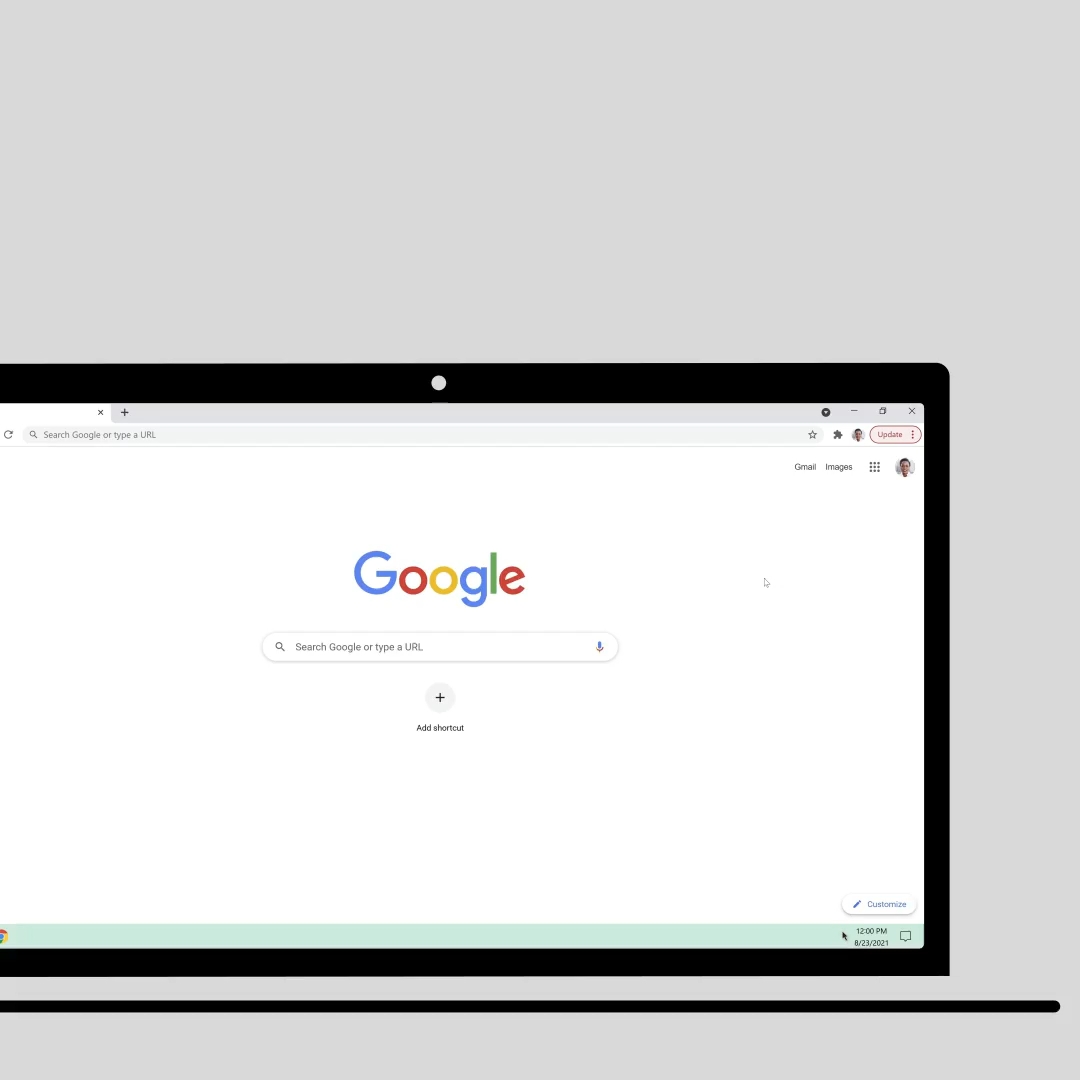 Search Google or type a URL
Update
Gmail Images
Google
Search Google or type a URL
Add shortcut
Customize
12:00 PM
8/23/2021